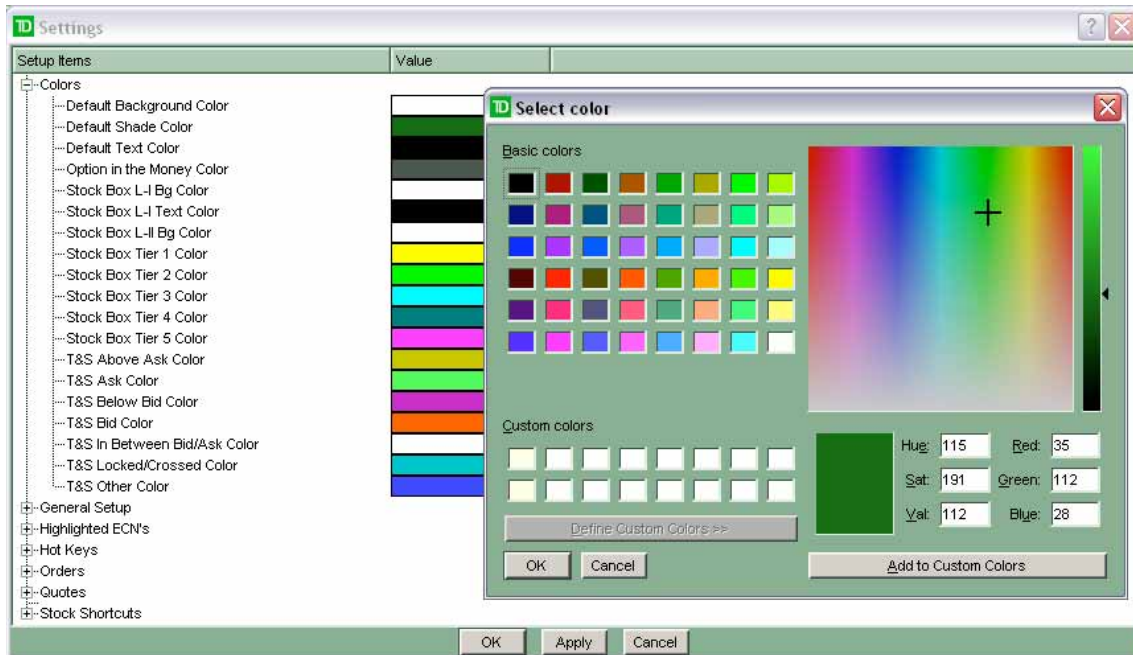 TD Settings
Setup Items Value
Colors
Default Background Color
Default Shade Color
Default Text Color
Option in the Money Color
Stock Box L-I Bg Color
Stock Box L-I Text Color
Stock Box L-II Bg Color
Stock Box Tier 1 Color
Stock Box Tier 2 Color
Stock Box Tier 3 Color
Stock Box Tier 4 Color
Stock Box Tier 5 Color
T&S Above Ask Color
T&S Ask Color
T&S Below Bid Color
T&S Bid Color
T&S In Between Bid/Ask Color
T&S Locked/Crossed Color
T&S Other Color
General Setup
Highlighted ECN's
Hot Keys
Orders
Quotes
Stock Shortcuts
OK Apply Cancel
TD Select color
Basic colors
Custom colors
Define Custom Colors >>
OK Cancel
Hue: 115 Red: 35
Sat: 191 Green: 112
Val: 112 Blue: 28
Add to Custom Colors